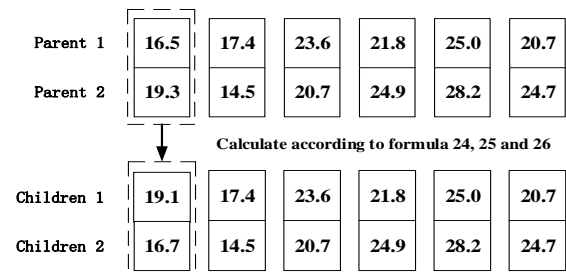 Parent 1 16.5 17.4 23.6 21.8 25.0 20.7
Parent 2 19.3 14.5 20.7 24.9 28.2 24.7
Calculate according to formula 24, 25 and 26
Children 1 19.1 17.4 23.6 21.8 25.0 20.7
Children 2 16.7 14.5 20.7 24.9 28.2 24.7